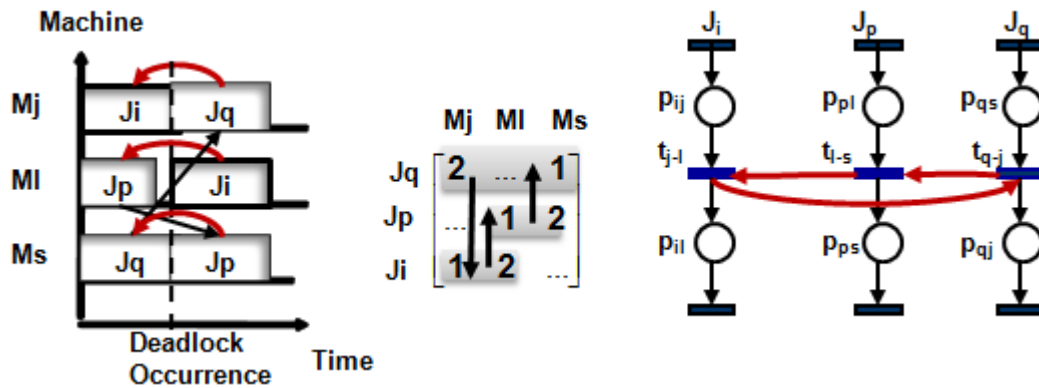 Machine
Mj
Ji
Jq
Ml
Jp
Ji
Ms
Jq
Jp
Deadlock
Occurrence
Time
Mj Ml Ms
Jq 2 ... 1
Jp ... 1 2
Ji 1 2 ...
Ji Jp Jq
pij ppl pqs
tj-l tl-s tq-j
pil pps pqj